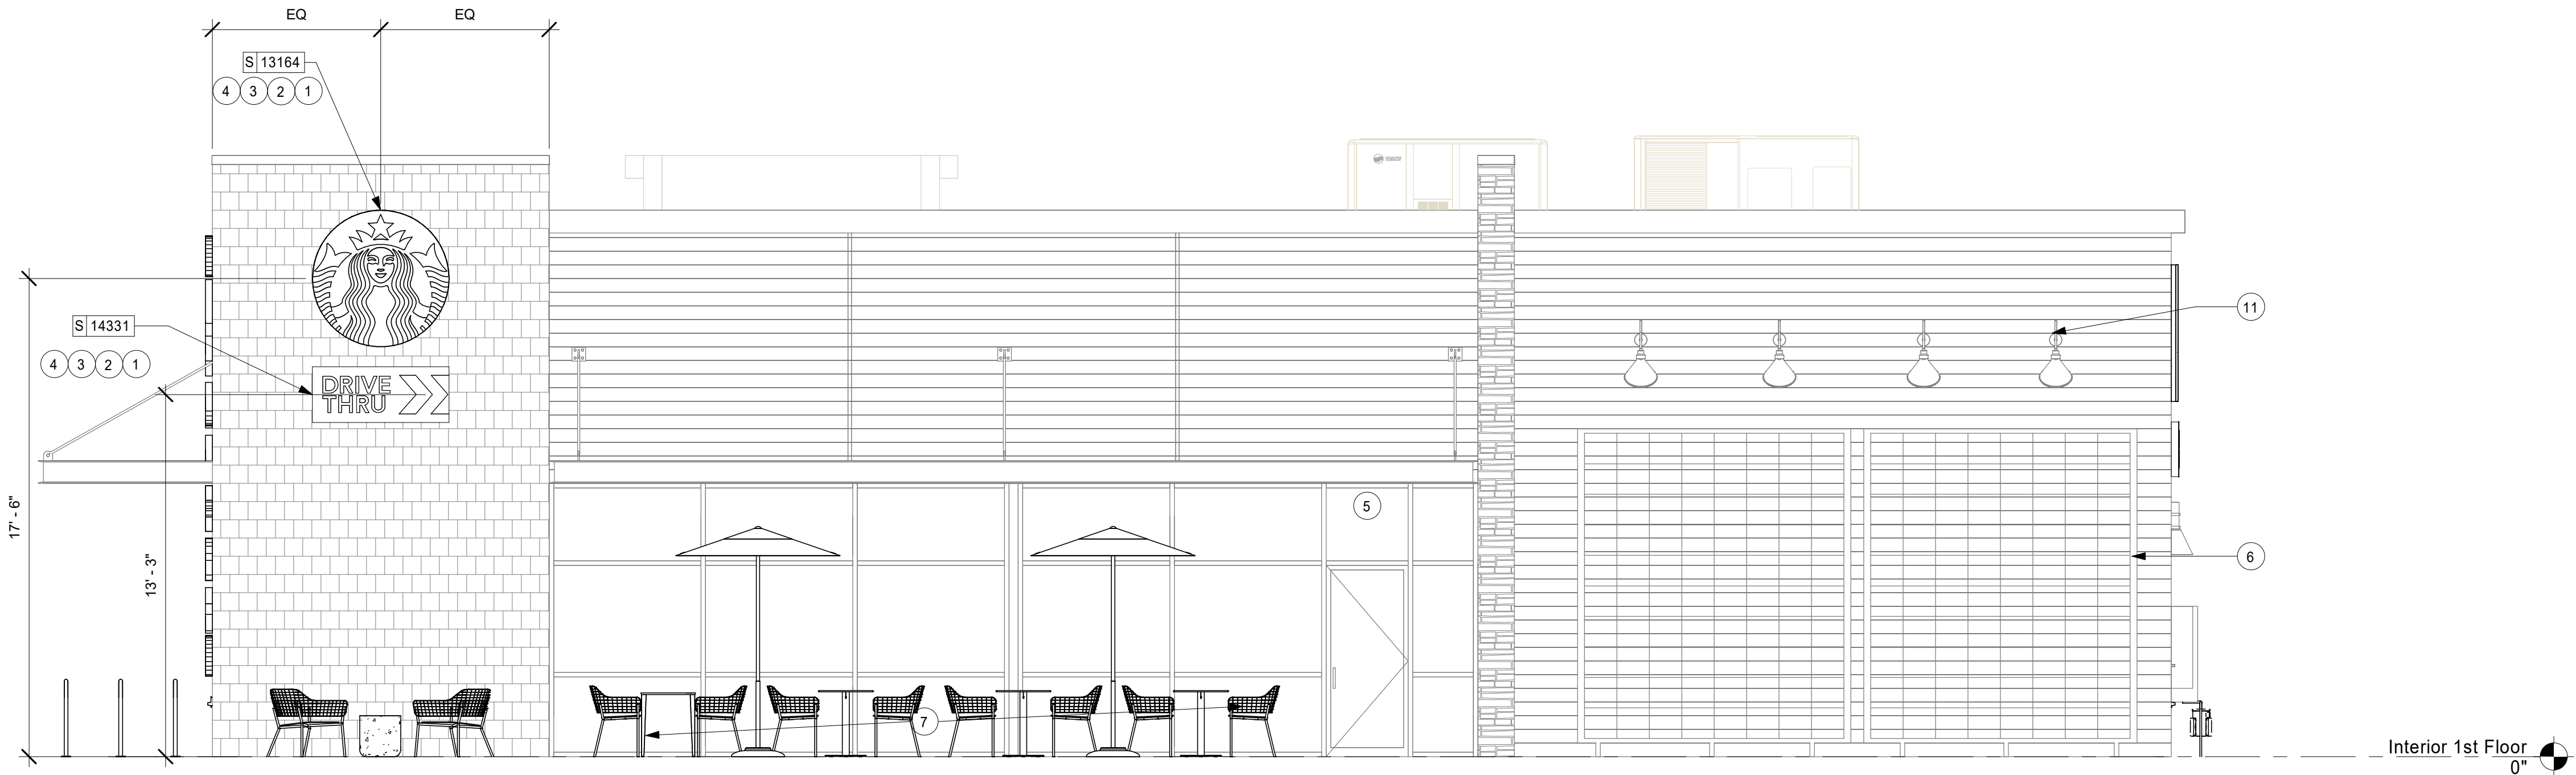 EQ EQ
S 13164
4 3 2 1
11
S 14331
4 3 2 1
DRIVE
THRU
17' - 6"
13' - 3"
5
6
7
Interior 1st Floor
0"